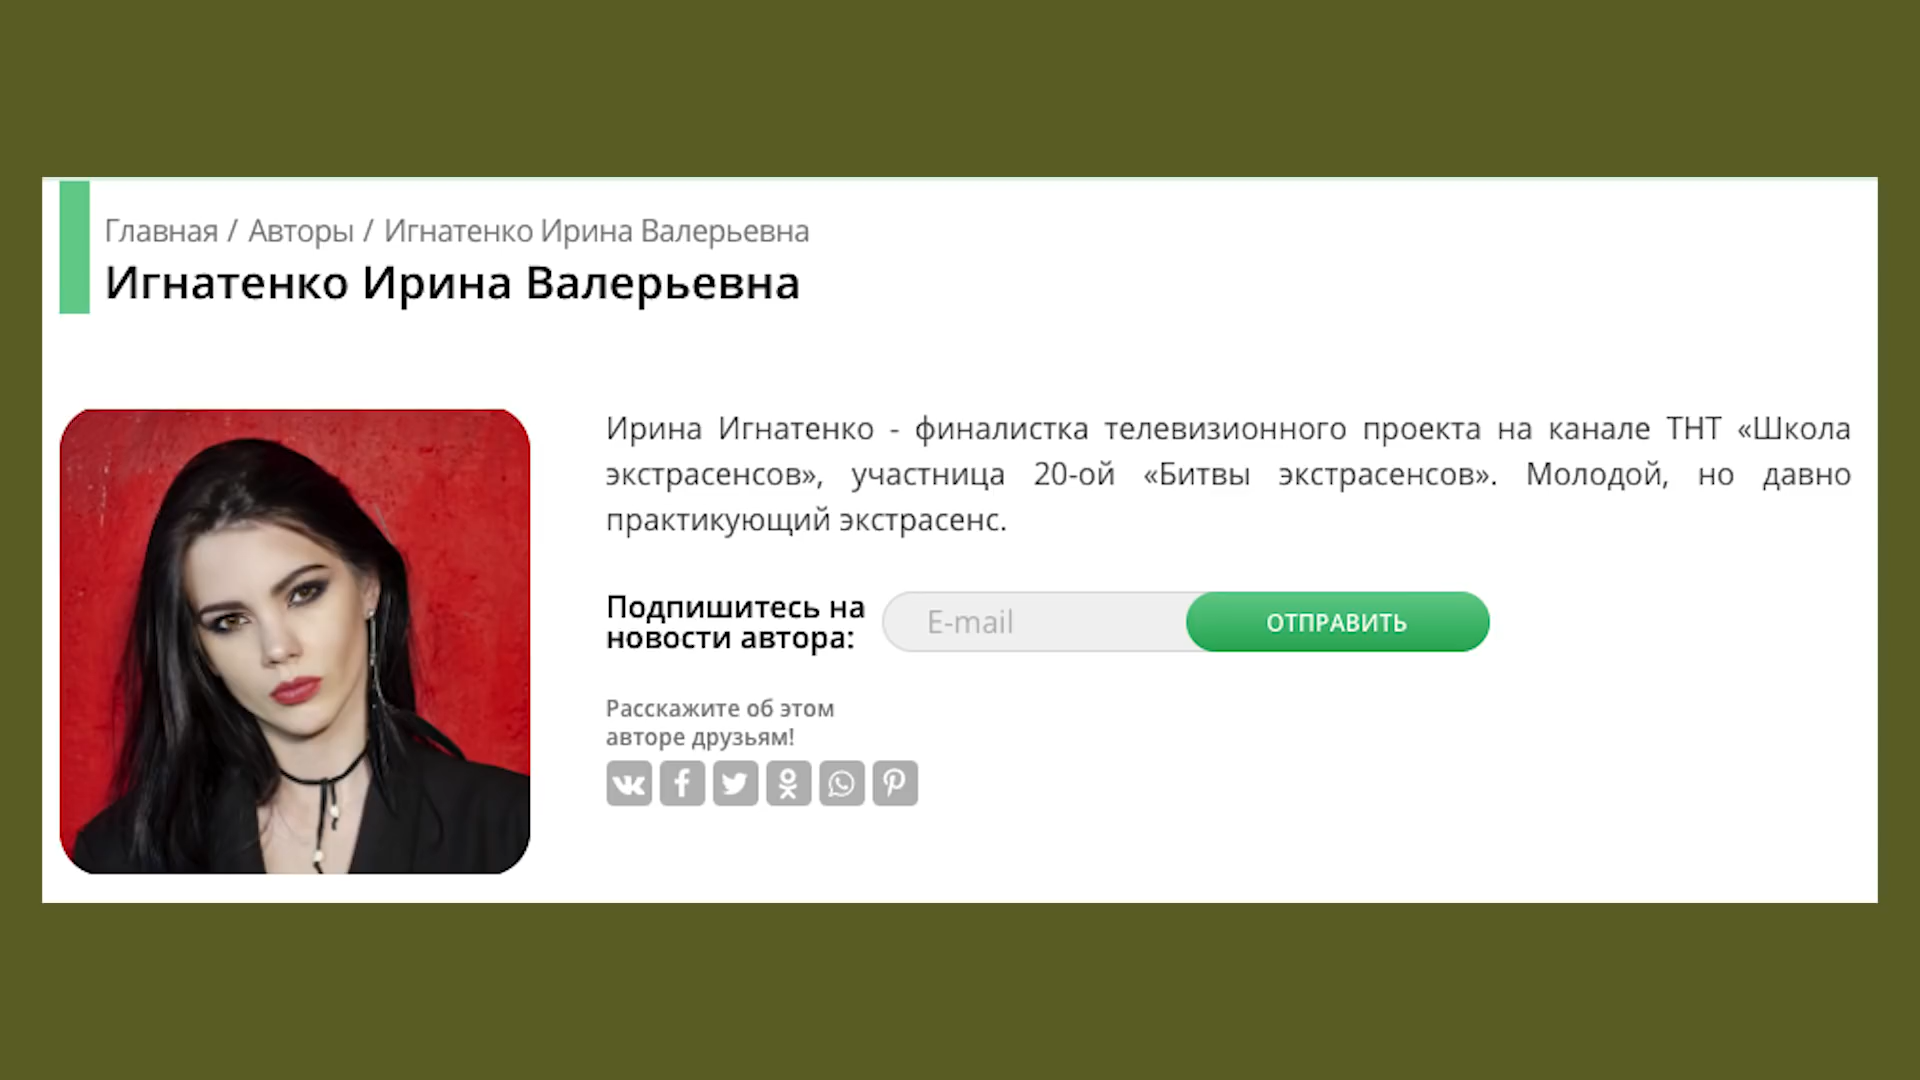 Главная / Авторы / Игнатенко Ирина Валерьевна
Игнатенко Ирина Валерьевна
Ирина Игнатенко - финалистка телевизионного проекта на канале ТНТ «Школа
экстрасенсов», участница 20-ой «Битвы экстрасенсов». Молодой, но давно
практикующий экстрасенс.
Подпишитесь на
новости автора:
E-mail
ОТПРАВИТЬ
Расскажите об этом
авторе друзьям!